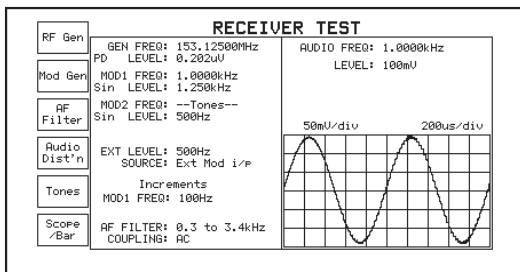 RECEIVER TEST
RF Gen
Mod Gen
AF
Filter
Audio
Dist'n
Tones
Scope
/Bar
GEN FREQ: 153.12500MHz
PD LEVEL: 0.202uV
MOD1 FREQ: 1.0000kHz
Sin LEVEL: 1.250kHz
MOD2 FREQ: --Tones--
Sin LEVEL: 500Hz
EXT LEVEL: 500Hz
SOURCE: Ext Mod i/P
Increments
MOD1 FREQ: 100Hz
AF FILTER: 0.3 to 3.4kHz
COUPLING: AC
AUDIO FREQ: 1.0000kHz
LEVEL: 100mV
50mV/div 200us/div